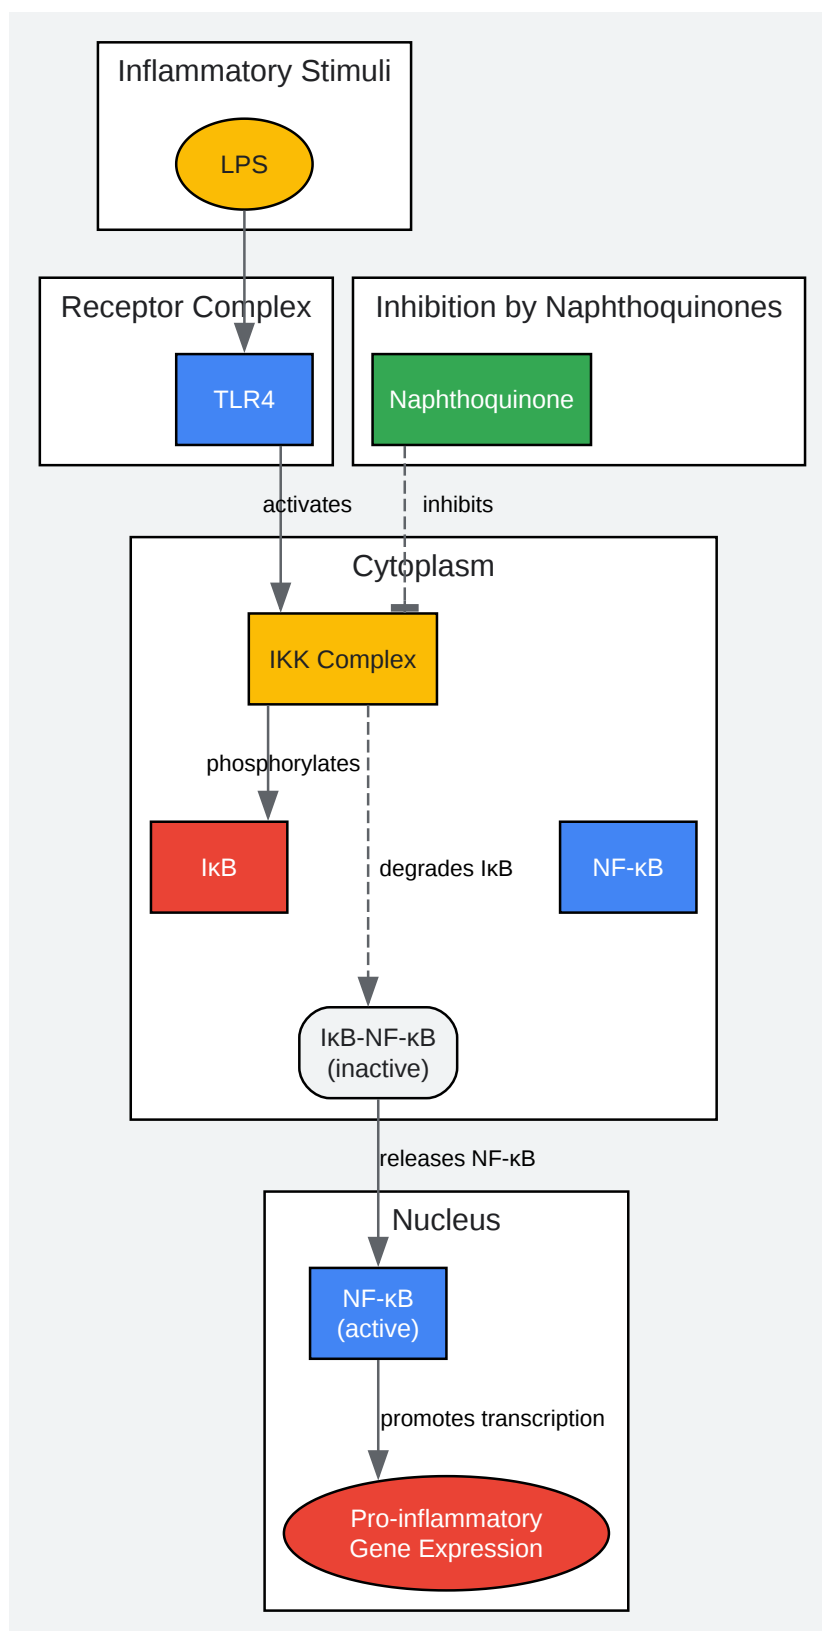 Inflammatory Stimuli
LPS
Receptor Complex
Inhibition by Naphthoquinones
TLR4
Naphthoquinone
activates
inhibits
Cytoplasm
IKK Complex
phosphorylates
IκB
degrades IκB
NF-κB
IκB-NF-κB
(inactive)
releases NF-κB
Nucleus
NF-κB
(active)
promotes transcription
Pro-inflammatory
Gene Expression